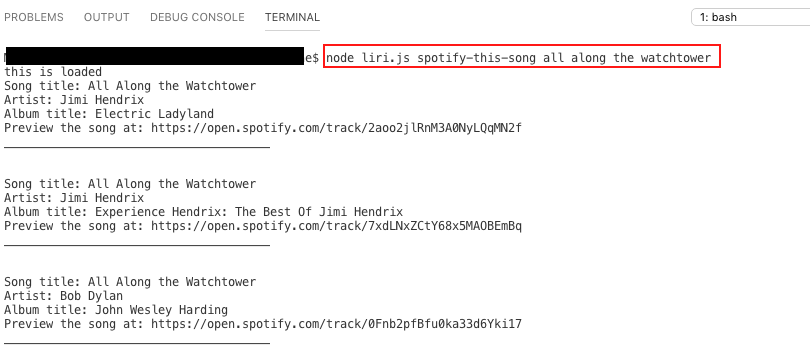 PROBLEMS OUTPUT DEBUG CONSOLE TERMINAL 1: bash
e$ node liri.js spotify-this-song all along the watchtower
this is loaded
Song title: All Along the Watchtower
Artist: Jimi Hendrix
Album title: Electric Ladyland
Preview the song at: https://open.spotify.com/track/2aoo2jlRnM3A0NyLQqMN2f
Song title: All Along the Watchtower
Artist: Jimi Hendrix
Album title: Experience Hendrix: The Best Of Jimi Hendrix
Preview the song at: https://open.spotify.com/track/7xdLNxZCtY68x5MAOBEmBq
Song title: All Along the Watchtower
Artist: Bob Dylan
Album title: John Wesley Harding
Preview the song at: https://open.spotify.com/track/0Fnb2pfBfu0ka33d6Yki17